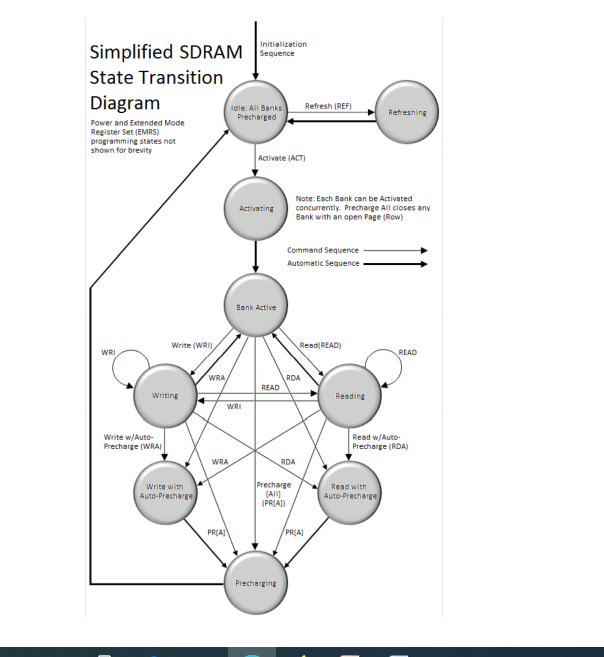 Simplified SDRAM
State Transition
Diagram
Power and Extended Mode
Register Set (EMRS)
programming states not
shown for brevity
Initialization
Sequence
Idle: All Banks
Precharged
Refresh (REF)
Refreshing
Activate (ACT)
Activating
Note: Each Bank can be Activated
concurrently. Precharge All closes any
Bank with an open Page (Row)
Command Sequence
Automatic Sequence
Bank Active
WRI
Write (WRI)
Read(READ)
READ
WRA
RDA
READ
Writing
Reading
WRI
Write w/Auto-
Precharge (WRA)
Read w/Auto-
Precharge (RDA)
WRA
RDA
Precharge
[All]
(PR[A])
Write with
Auto-Precharge
Read with
Auto-Precharge
PR[A]
PR[A]
Precharging